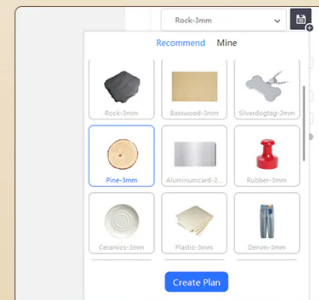 Rock-3mm
Recommend Mine
Rock-3mm Basswood-3mm Silverdogtag-2mm
Pine-3mm Aluminumcard-2... Rubber-3mm
Ceramics-3mm Plastic-3mm Denim-3mm
Create Plan